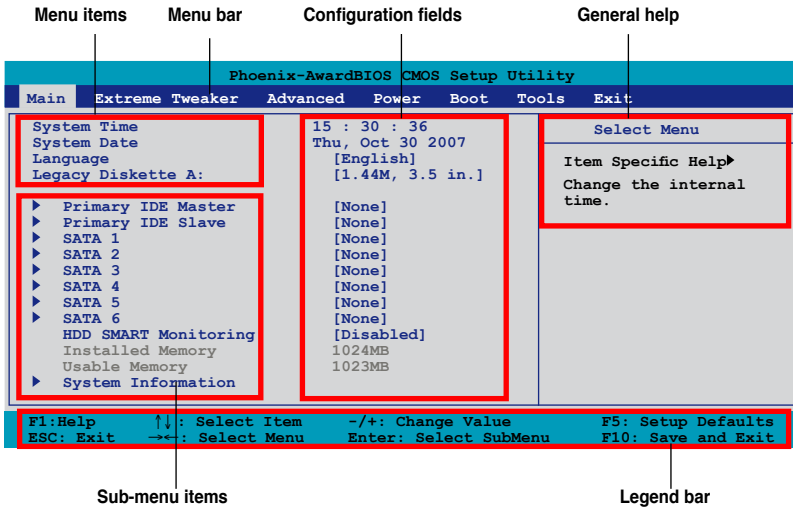 Menu items Menu bar Configuration fields General help
Phoenix-AwardBIOS CMOS Setup Utility
Main Extreme Tweaker Advanced Power Boot Tools Exit
System Time 15 : 30 : 36
System Date Thu, Oct 30 2007
Language [English]
Legacy Diskette A: [1.44M, 3.5 in.]
▶ Primary IDE Master [None]
▶ Primary IDE Slave [None]
▶ SATA 1 [None]
▶ SATA 2 [None]
▶ SATA 3 [None]
▶ SATA 4 [None]
▶ SATA 5 [None]
▶ SATA 6 [None]
HDD SMART Monitoring [Disabled]
Installed Memory 1024MB
Usable Memory 1023MB
▶ System Information
Select Menu
Item Specific Help▶
Change the internal
time.
F1:Help ↑↓: Select Item -/+: Change Value F5: Setup Defaults
ESC: Exit →←: Select Menu Enter: Select SubMenu F10: Save and Exit
Sub-menu items Legend bar